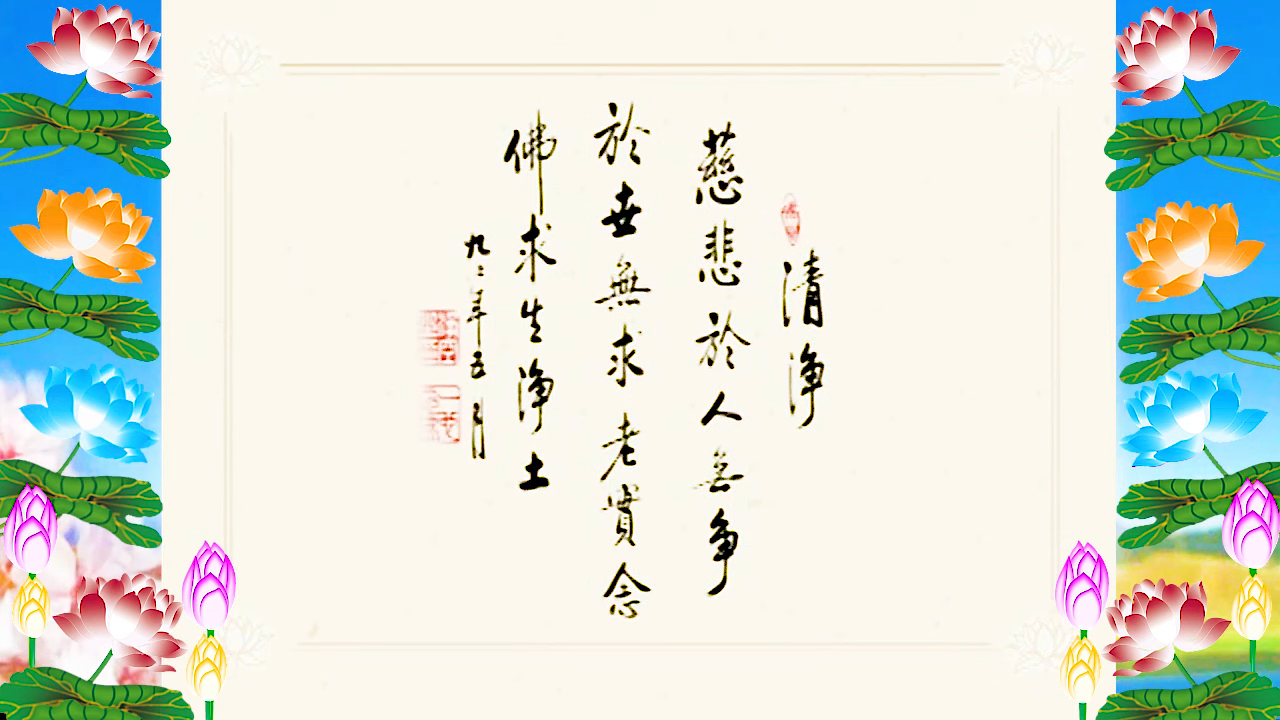 清淨
慈悲於人無争
於世無求老實念
佛求生淨土
九二年五月